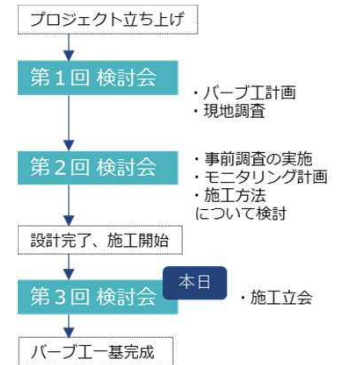 プロジェクト立ち上げ
第１回 検討会
・バーブ工計画
・現地調査
第２回 検討会
・事前調査の実施
・モニタリング計画
・施工方法
について検討
設計完了、施工開始
本日
第３回 検討会
・施工立会
バーブ工一基完成